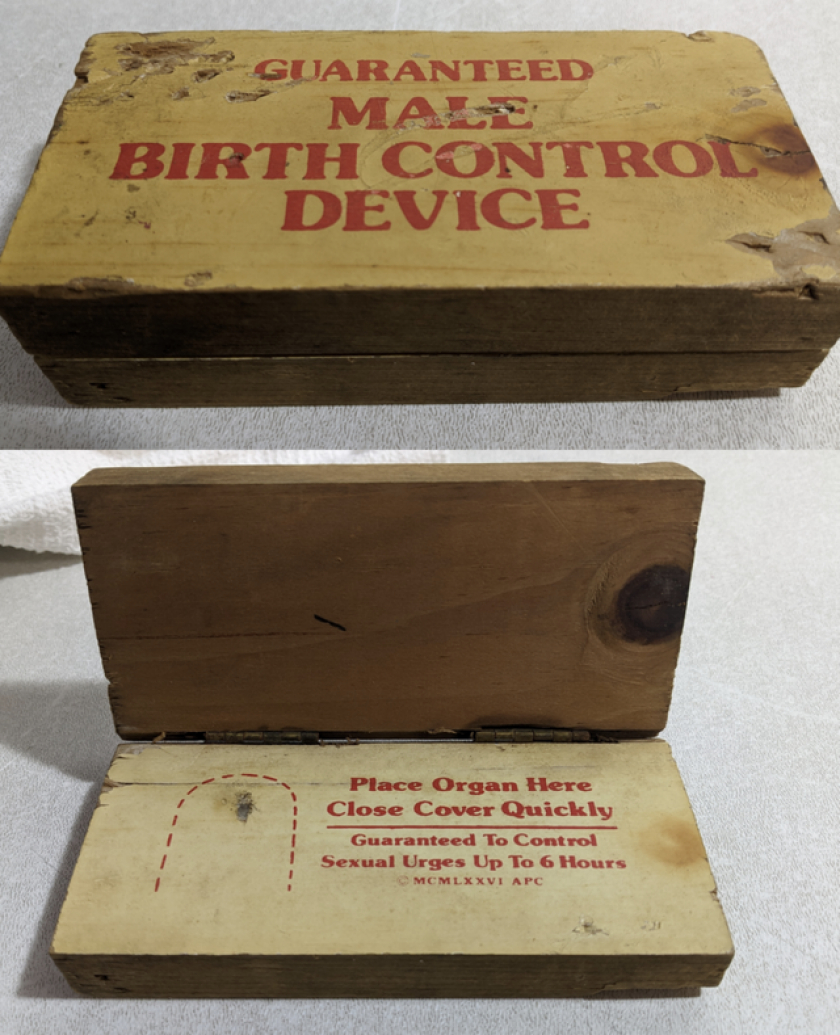 GUARANTEED
MALE
BIRTH CONTROL
DEVICE
Place Organ Here
Close Cover Quickly
Guaranteed To Control
Sexual Urges Up To 6 Hours
©MCMLXXVI APC